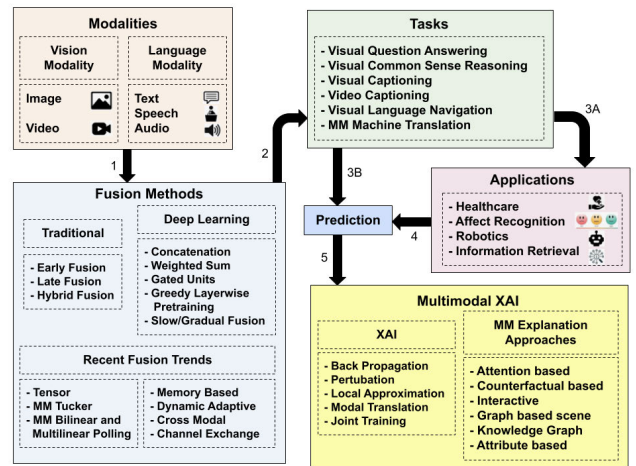 Modalities
Vision
Modality
Language
Modality
Image
Video
Text
Speech
Audio
1
2
Tasks
- Visual Question Answering
- Visual Common Sense Reasoning
- Visual Captioning
- Video Captioning
- Visual Language Navigation
- MM Machine Translation
3A
3B
Fusion Methods
Traditional
- Early Fusion
- Late Fusion
- Hybrid Fusion
Deep Learning
- Concatenation
- Weighted Sum
- Gated Units
- Greedy Layerwise
Pretraining
- Slow/Gradual Fusion
Recent Fusion Trends
- Tensor
- MM Tucker
- MM Bilinear and
Multilinear Polling
- Memory Based
- Dynamic Adaptive
- Cross Modal
- Channel Exchange
Prediction
4
5
Applications
- Healthcare
- Affect Recognition
- Robotics
- Information Retrieval
Multimodal XAI
XAI
- Back Propagation
- Pertubation
- Local Approximation
- Modal Translation
- Joint Training
MM Explanation
Approaches
- Attention based
- Counterfactual based
- Interactive
- Graph based scene
- Knowledge Graph
- Attribute based